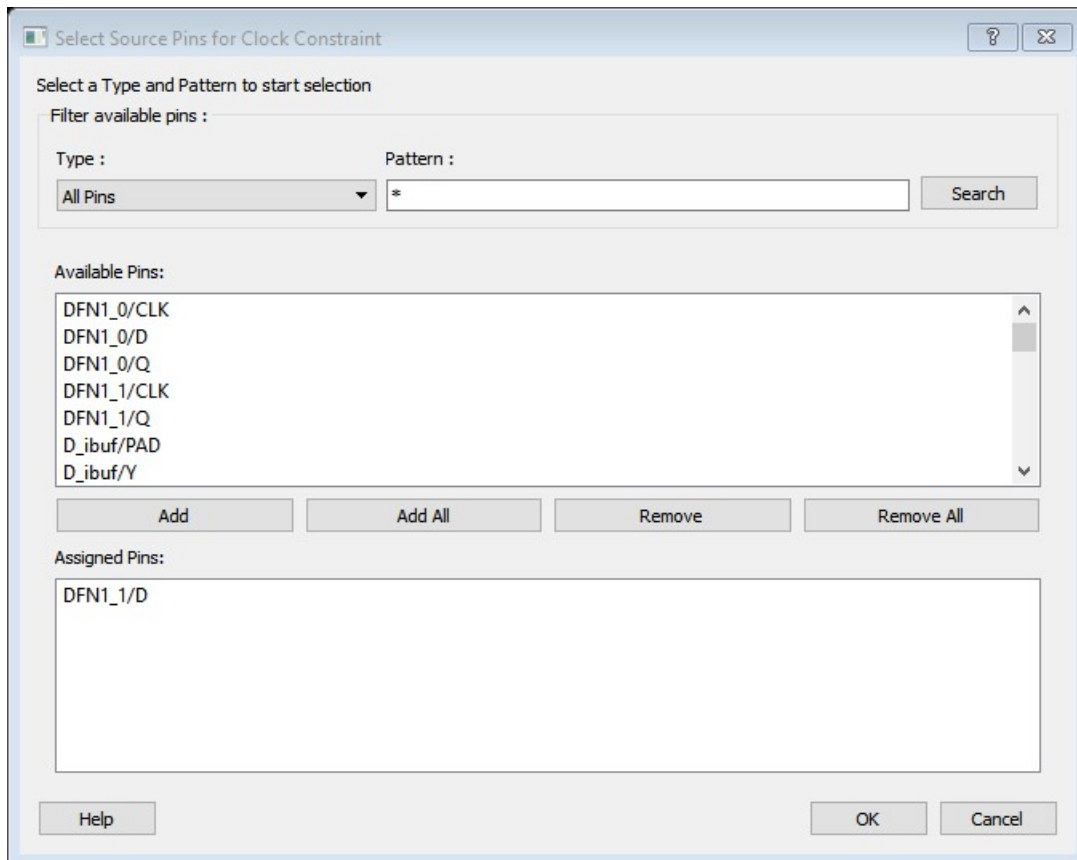 Select Source Pins for Clock Constraint
Select a Type and Pattern to start selection
Filter available pins :
Type : Pattern :
All Pins * Search
Available Pins:
DFN1_0/CLK
DFN1_0/D
DFN1_0/Q
DFN1_1/CLK
DFN1_1/Q
D_ibuf/PAD
D_ibuf/Y
Add Add All Remove Remove All
Assigned Pins:
DFN1_1/D
Help OK Cancel